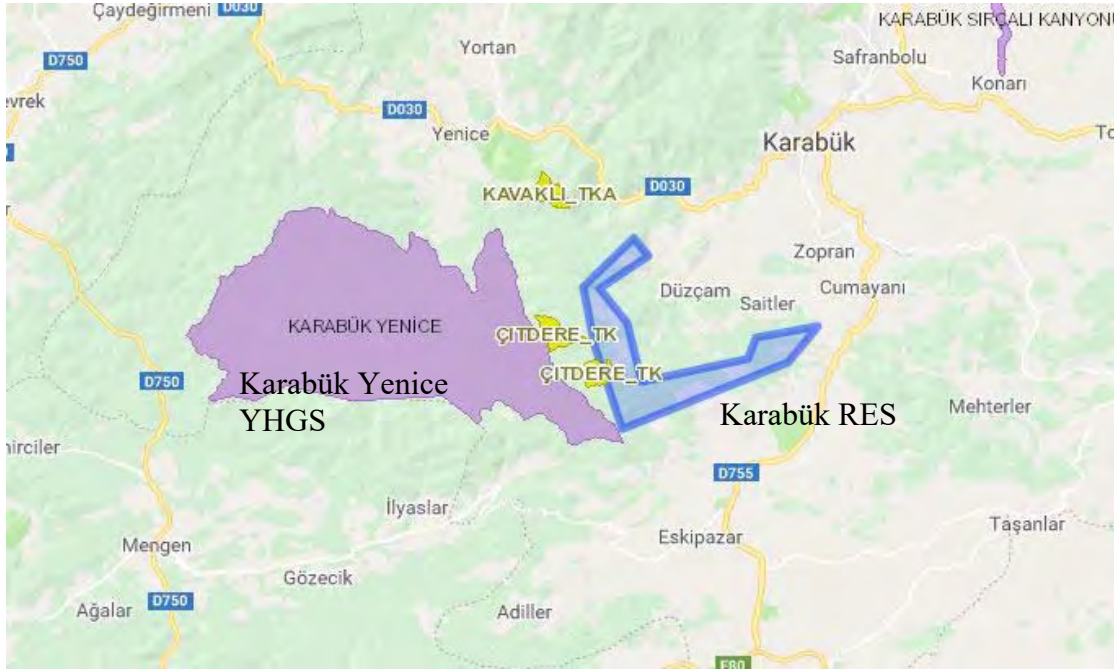 Çaydeğirmeni
D030
KARABÜK SIRÇALI KANYONU
D750
Yortan
Safranbolu
Konarı
evrek
D030
Yenice
Karabük
To
KAVAKLI_TKA
D030
Zopran
Düzçam
Cumayanı
Saitler
KARABÜK YENİCE
ÇITDERE_TK
ÇITDERE_TK
D750
Karabük Yenice
YHGS
Karabük RES
Mehterler
nirciler
D755
İlyaslar
Eskipazar
Taşanlar
Mengen
Gözecik
D750
Ağalar
Adiller
E80